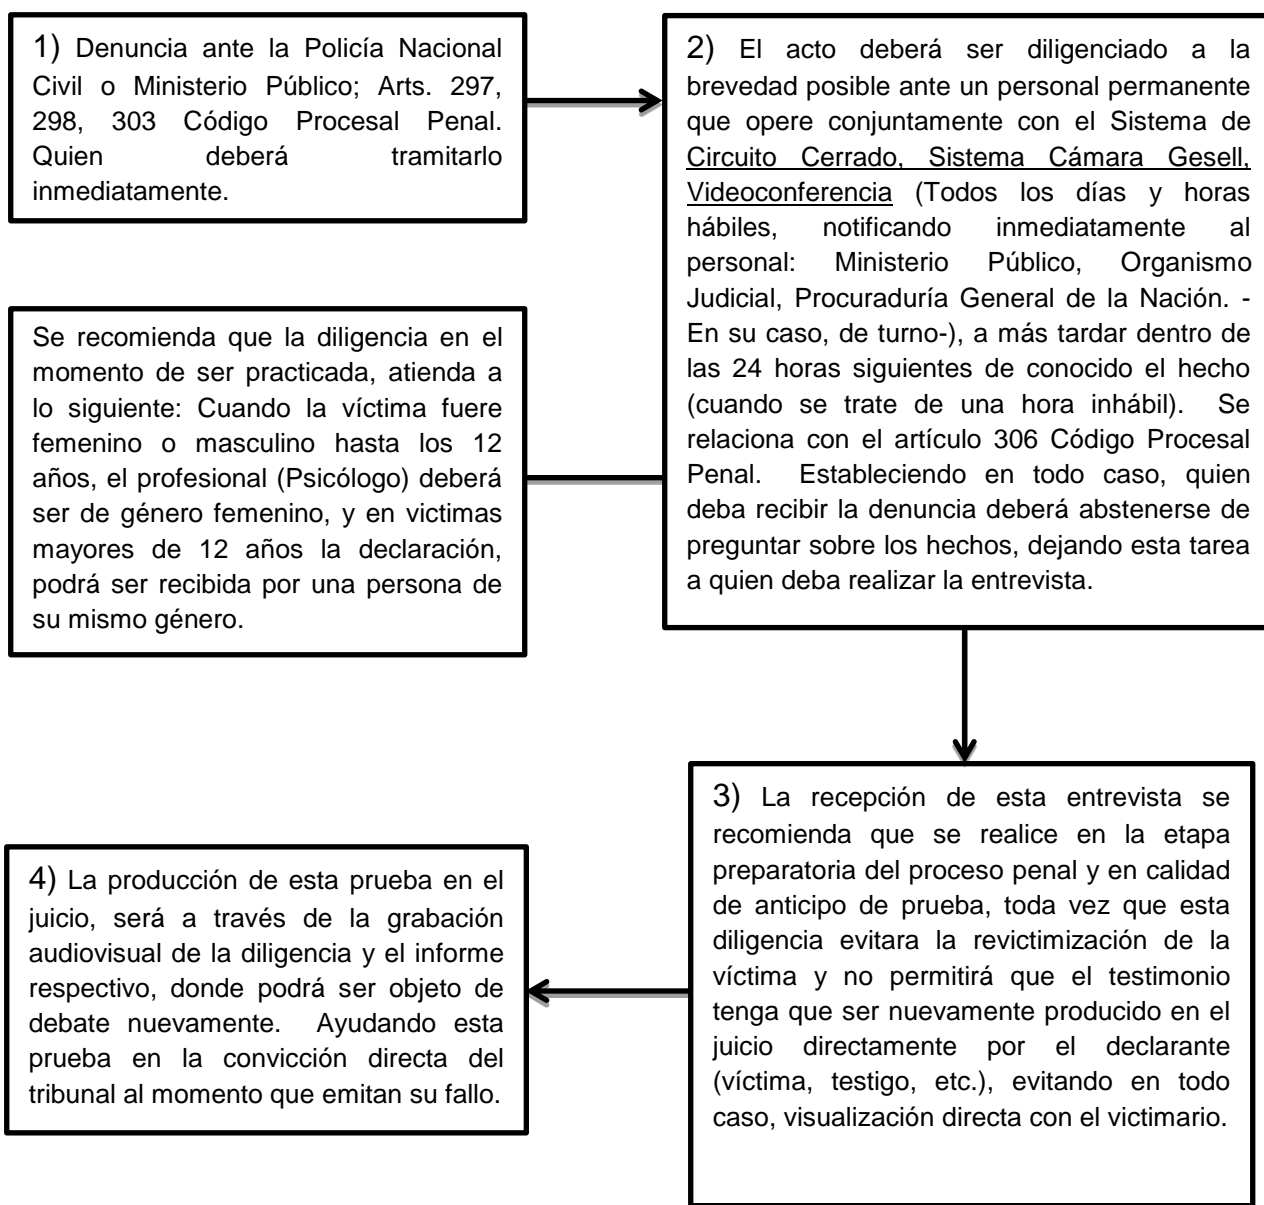 1) Denuncia ante la Policía Nacional
Civil o Ministerio Público; Arts. 297,
298, 303 Código Procesal Penal.
Quien deberá tramitarlo
inmediatamente.
2) El acto deberá ser diligenciado a la
brevedad posible ante un personal permanente
que opere conjuntamente con el Sistema de
Circuito Cerrado, Sistema Cámara Gesell,
Videoconferencia (Todos los días y horas
hábiles, notificando inmediatamente al
personal: Ministerio Público, Organismo
Judicial, Procuraduría General de la Nación. -
En su caso, de turno-), a más tardar dentro de
las 24 horas siguientes de conocido el hecho
(cuando se trate de una hora inhábil). Se
relaciona con el artículo 306 Código Procesal
Penal. Estableciendo en todo caso, quien
deba recibir la denuncia deberá abstenerse de
preguntar sobre los hechos, dejando esta tarea
a quien deba realizar la entrevista.
Se recomienda que la diligencia en el
momento de ser practicada, atienda a
lo siguiente: Cuando la víctima fuere
femenino o masculino hasta los 12
años, el profesional (Psicólogo) deberá
ser de género femenino, y en victimas
mayores de 12 años la declaración,
podrá ser recibida por una persona de
su mismo género.
3) La recepción de esta entrevista se
recomienda que se realice en la etapa
preparatoria del proceso penal y en calidad
de anticipo de prueba, toda vez que esta
diligencia evitara la revictimización de la
víctima y no permitirá que el testimonio
tenga que ser nuevamente producido en el
juicio directamente por el declarante
(víctima, testigo, etc.), evitando en todo
caso, visualización directa con el victimario.
4) La producción de esta prueba en el
juicio, será a través de la grabación
audiovisual de la diligencia y el informe
respectivo, donde podrá ser objeto de
debate nuevamente. Ayudando esta
prueba en la convicción directa del
tribunal al momento que emitan su fallo.